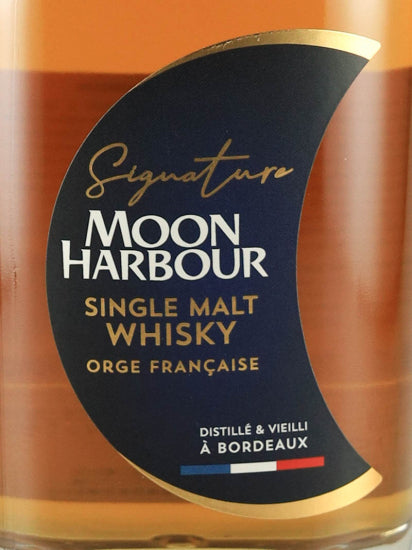 Signature
MOON
HARBOUR
SINGLE MALT
WHISKY
ORGE FRANÇAISE
DISTILLÉ & VIEILLI
À BORDEAUX